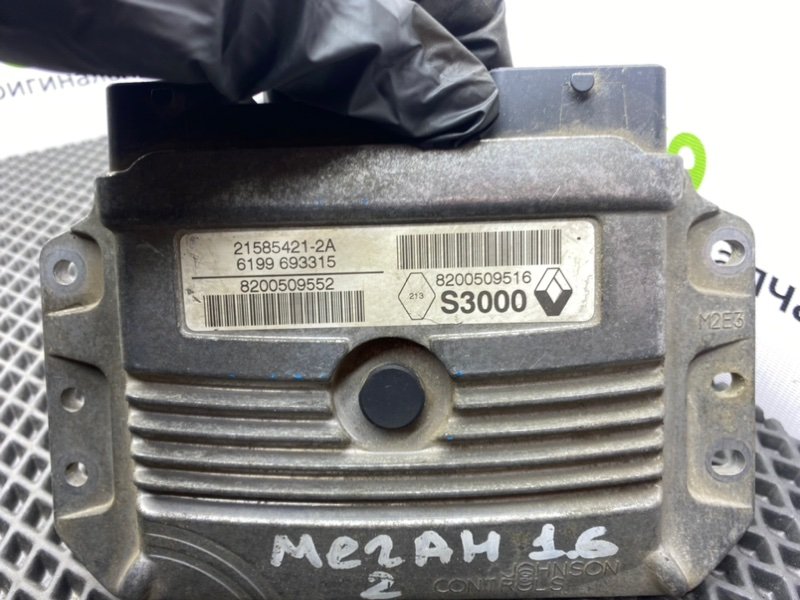 21585421-2A
6199 693315
8200509552
8200509516
213
S3000
M2E3
Меган 1.6
2
JOHNSON
CONTROLS